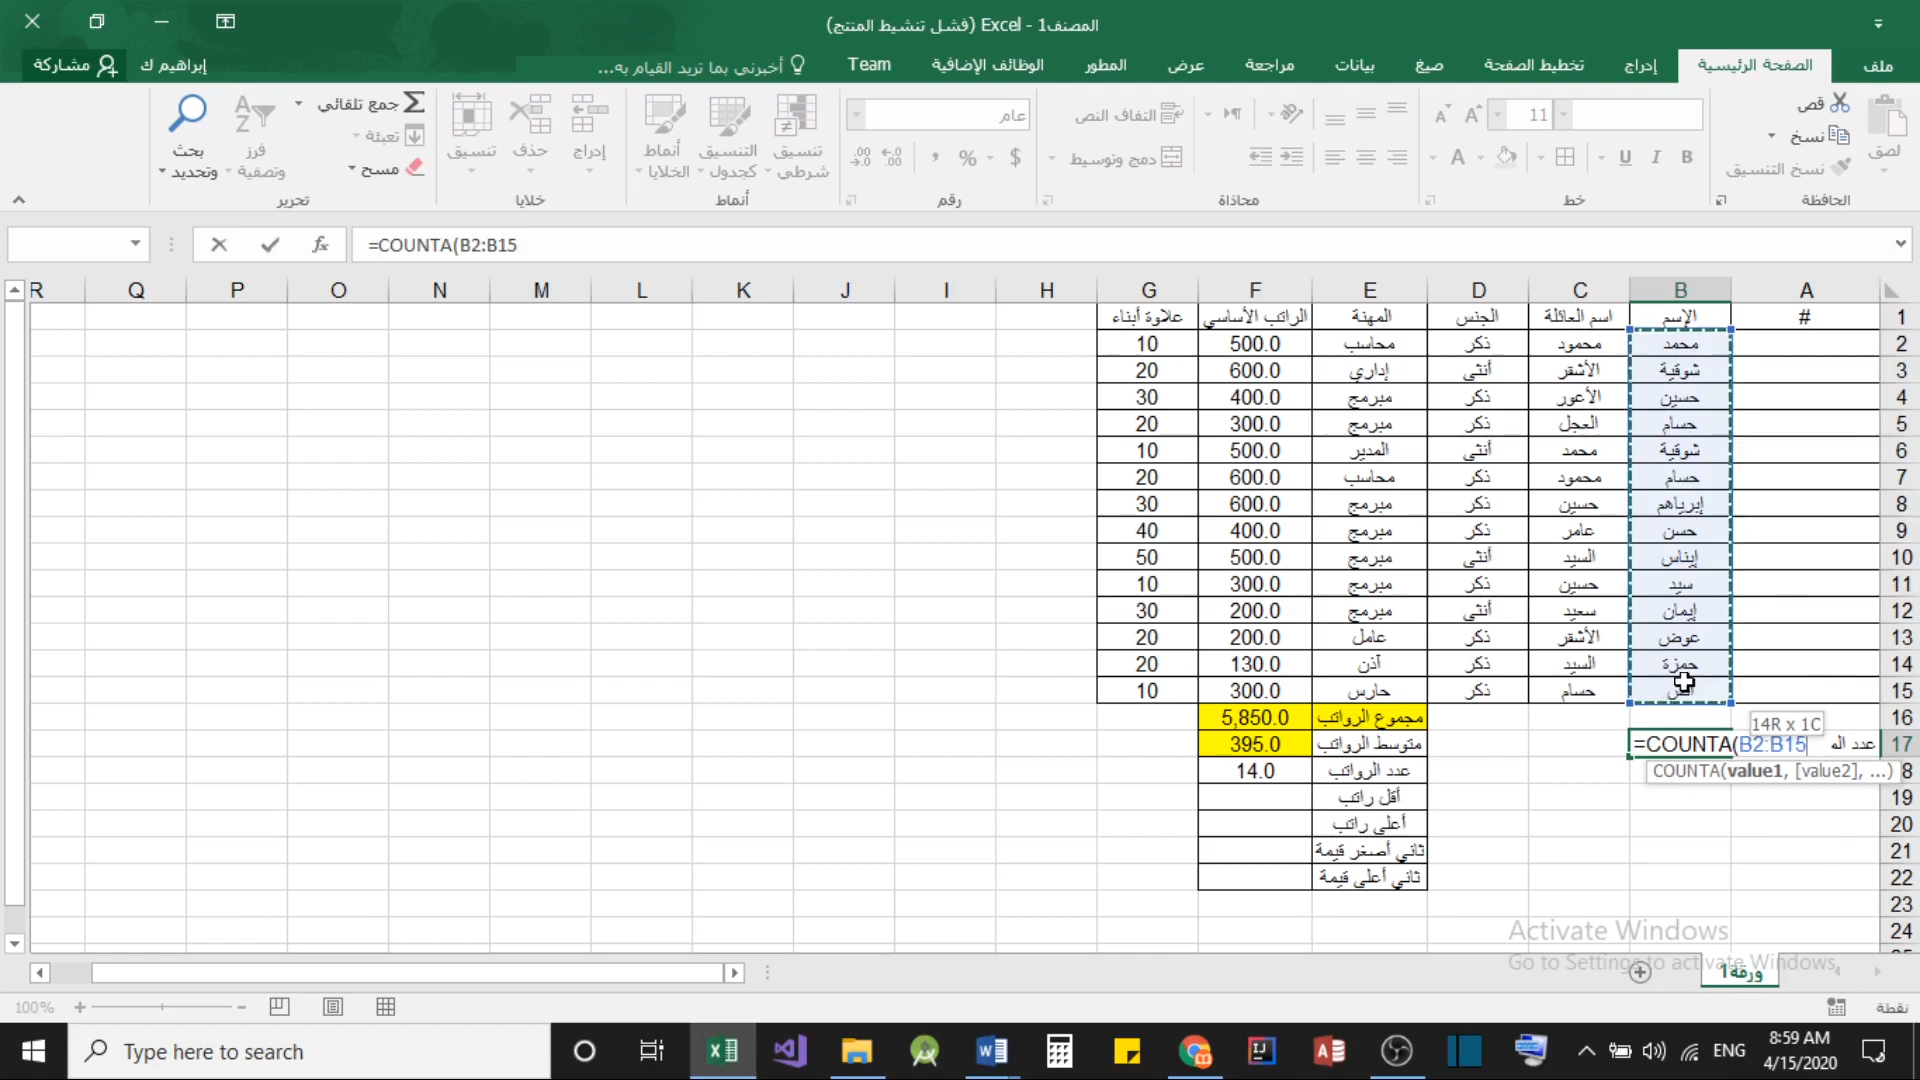 المصنف1 - Excel (فشل تنشيط المنتج)
ملف الصفحة الرئيسية إدراج تخطيط الصفحة صيغ بيانات مراجعة عرض المطور الوظائف الإضافية Team أخبرني بما تريد القيام به... إبراهيم ك مشاركة
لصق
قص
نسخ
نسخ التنسيق
الحافظة
11
B I U A
خط
التفاف النص
دمج وتوسيط
محاذاة
عام
$ % ,
رقم
تنسيق شرطي
التنسيق كجدول
أنماط الخلايا
أنماط
إدراج
حذف
تنسيق
خلايا
جمع تلقائي
تعبئة
مسح
فرز وتصفية
بحث وتحديد
تحرير
fx =COUNTA(B2:B15
A B C D E F G H I J K L M N O P Q R
1 # الإسم اسم العائلة الجنس المهنة الراتب الأساسي علاوة أبناء
2 محمد محمود ذكر محاسب 500.0 10
3 شوقية الأشقر أنثى إداري 600.0 20
4 حسين الأعور ذكر مبرمج 400.0 30
5 حسام العجل ذكر مبرمج 300.0 20
6 شوقية محمد أنثى المدير 500.0 10
7 حسام محمود ذكر محاسب 600.0 20
8 إبرياهم حسين ذكر مبرمج 600.0 30
9 حسن عامر ذكر مبرمج 400.0 40
10 إيناس السيد أنثى مبرمج 500.0 50
11 سيد حسين ذكر مبرمج 300.0 10
12 إيمان سعيد أنثى مبرمج 200.0 30
13 عوض الأشقر ذكر عامل 200.0 20
14 حمزة السيد ذكر آذن 130.0 20
15 حسام ذكر حارس 300.0 10
16 مجموع الرواتب 5,850.0
14R x 1C
17 عدد الم =COUNTA(B2:B15 متوسط الرواتب 395.0
8 COUNTA(value1, [value2], ...) عدد الرواتب 14.0
19 أقل راتب
20 أعلى راتب
21 ثاني أصغر قيمة
22 ثاني أعلى قيمة
23
24
Activate Windows
Go to Settings to activate Windows.
ورقة1
نقطة
100%
Type here to search
ENG
8:59 AM
4/15/2020